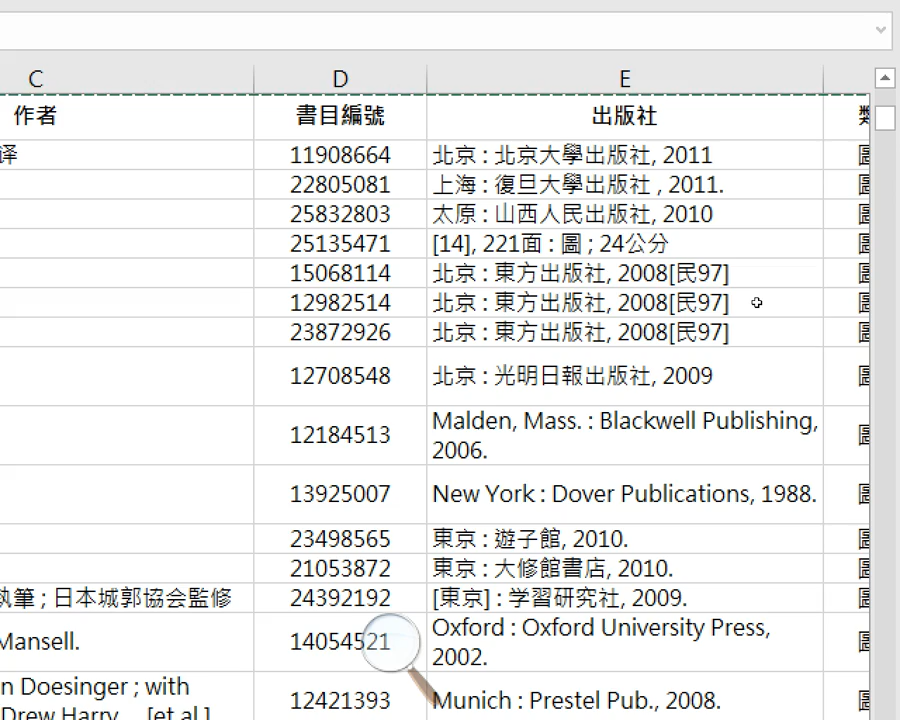 C D E
作者 書目編號 出版社
译 11908664 北京 : 北京大學出版社, 2011
22805081 上海 : 復旦大學出版社 , 2011.
25832803 太原 : 山西人民出版社, 2010
25135471 [14], 221面 : 圖 ; 24公分
15068114 北京 : 東方出版社, 2008[民97]
12982514 北京 : 東方出版社, 2008[民97]
23872926 北京 : 東方出版社, 2008[民97]
12708548 北京 : 光明日報出版社, 2009
12184513 Malden, Mass. : Blackwell Publishing,
2006.
13925007 New York : Dover Publications, 1988.
23498565 東京 : 遊子館, 2010.
21053872 東京 : 大修館書店, 2010.
執筆 ; 日本城郭協会監修 24392192 [東京] : 学習研究社, 2009.
Mansell. 14054521 Oxford : Oxford University Press,
2002.
n Doesinger ; with
Drew Harry ... [et al.] 12421393 Munich : Prestel Pub., 2008.